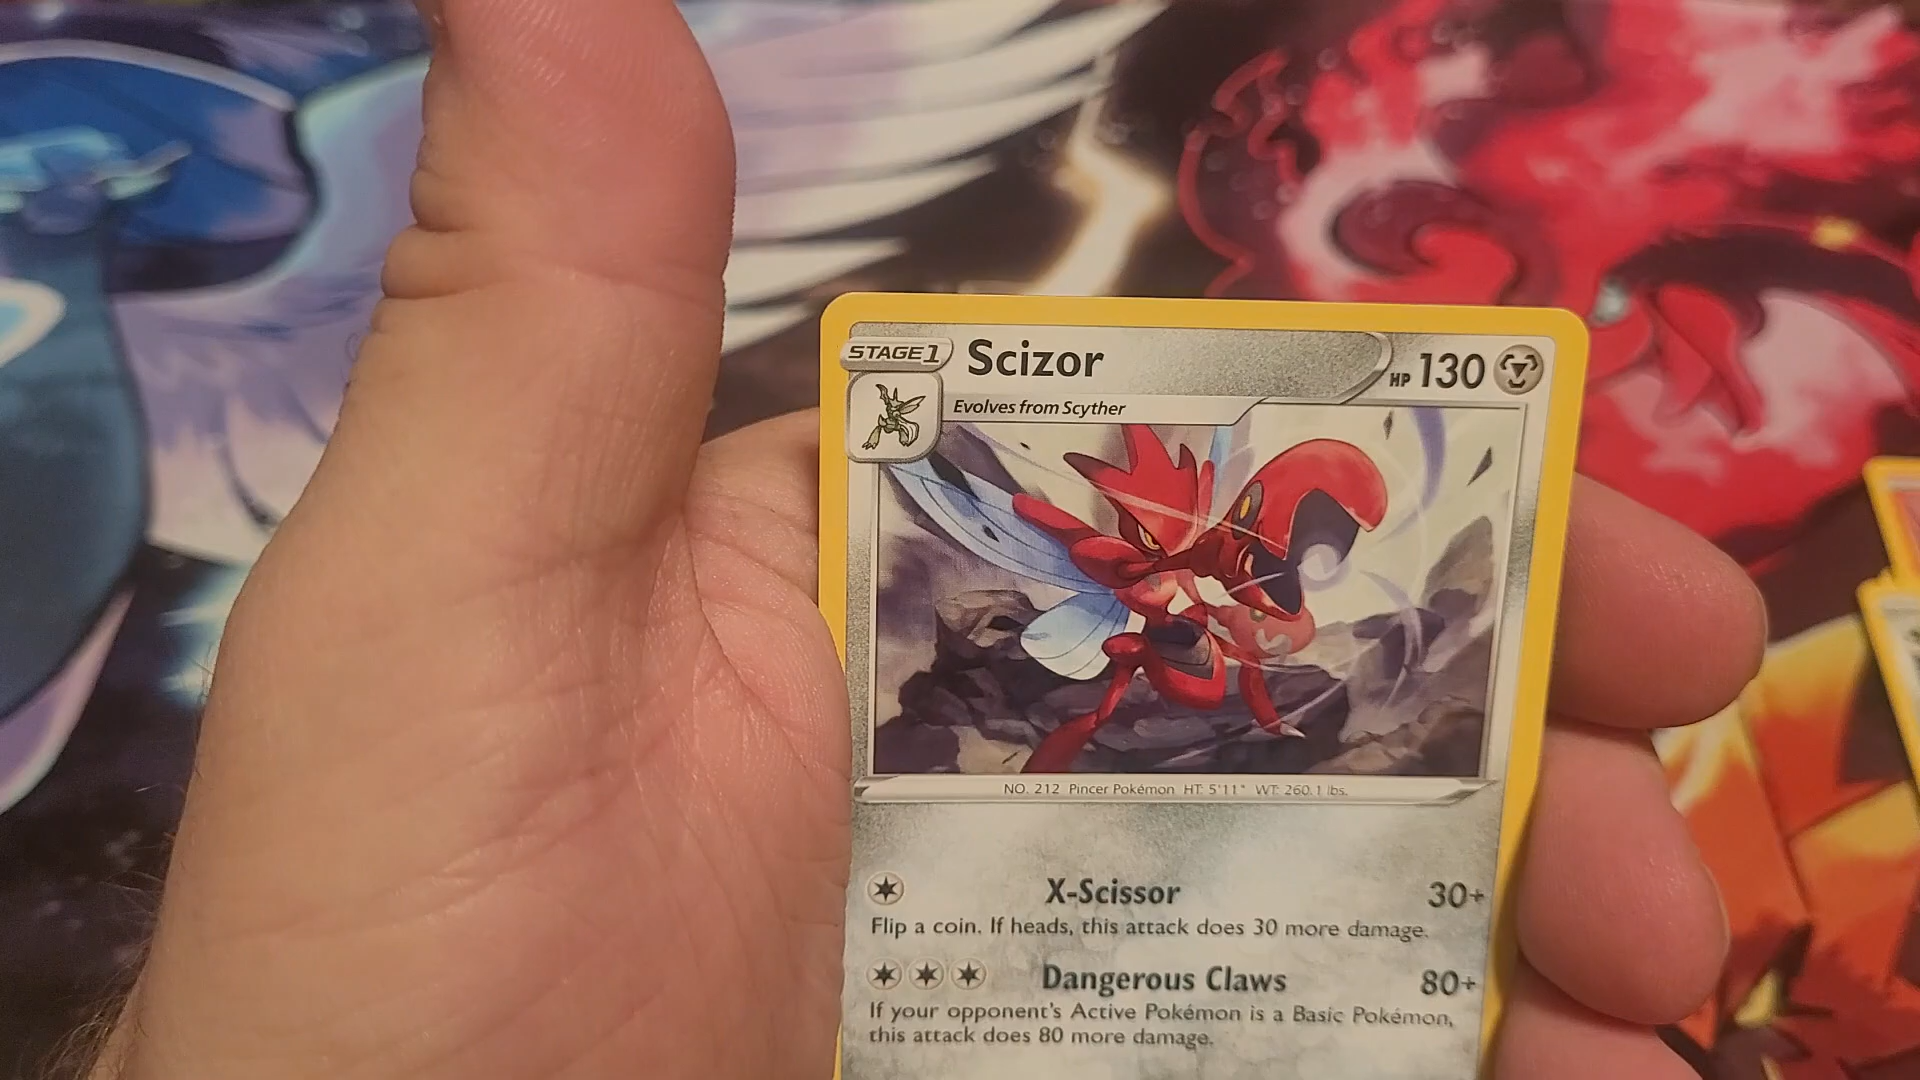 STAGE 1
Scizor
HP 130
Evolves from Scyther
NO. 212 Pincer Pokémon HT: 5'11" WT: 260.1 lbs.
X-Scissor 30+
Flip a coin. If heads, this attack does 30 more damage.
Dangerous Claws 80+
If your opponent's Active Pokémon is a Basic Pokémon,
this attack does 80 more damage.